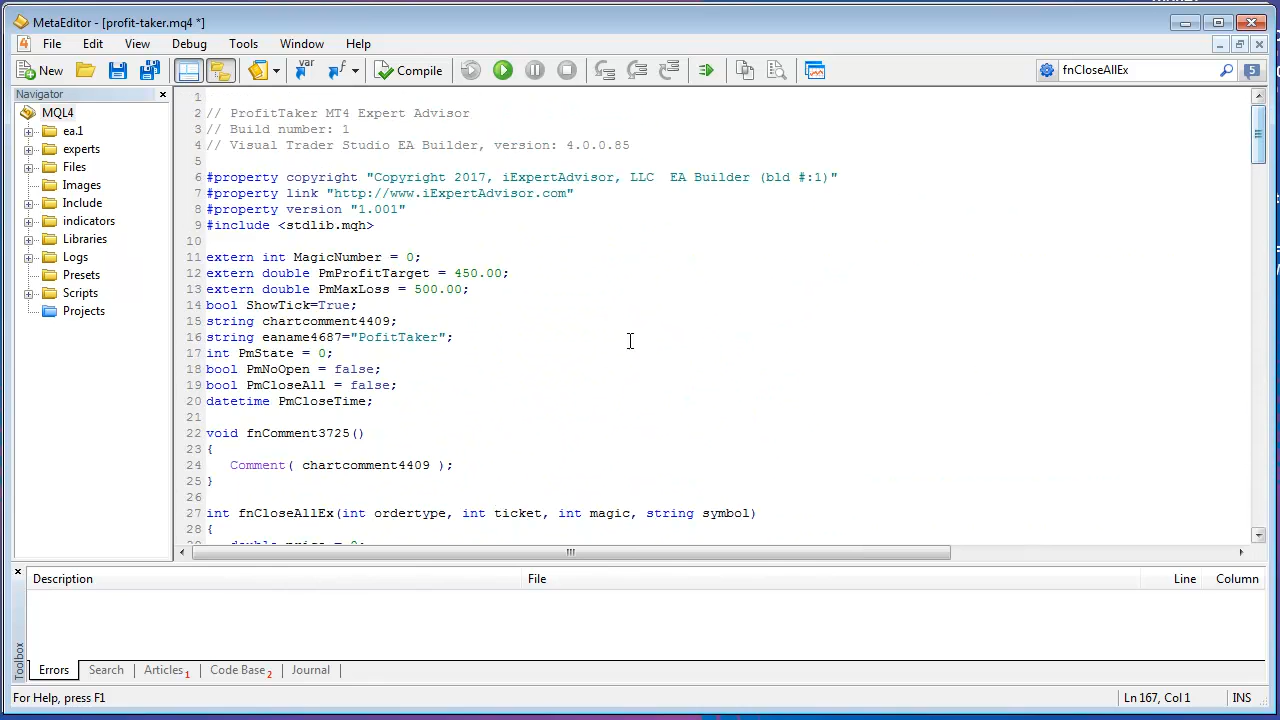 MetaEditor - [profit-taker.mq4 *]
File Edit View Debug Tools Window Help
New var f Compile fnCloseAllEx 5
Navigator
MQL4
ea.1
experts
Files
Images
Include
indicators
Libraries
Logs
Presets
Scripts
Projects
1
2 // ProfitTaker MT4 Expert Advisor
3 // Build number: 1
4 // Visual Trader Studio EA Builder, version: 4.0.0.85
5
6 #property copyright "Copyright 2017, iExpertAdvisor, LLC  EA Builder (bld #:1)"
7 #property link "http://www.iExpertAdvisor.com"
8 #property version "1.001"
9 #include <stdlib.mqh>
10
11 extern int MagicNumber = 0;
12 extern double PmProfitTarget = 450.00;
13 extern double PmMaxLoss = 500.00;
14 bool ShowTick=True;
15 string chartcomment4409;
16 string eaname4687="PofitTaker";
17 int PmState = 0;
18 bool PmNoOpen = false;
19 bool PmCloseAll = false;
20 datetime PmCloseTime;
21
22 void fnComment3725()
23 {
24 Comment( chartcomment4409 );
25 }
26
27 int fnCloseAllEx(int ordertype, int ticket, int magic, string symbol)
28 {
29 double price = 0;
Description File Line Column
Toolbox
Errors Search Articles 1 Code Base 2 Journal
For Help, press F1 Ln 167, Col 1 INS